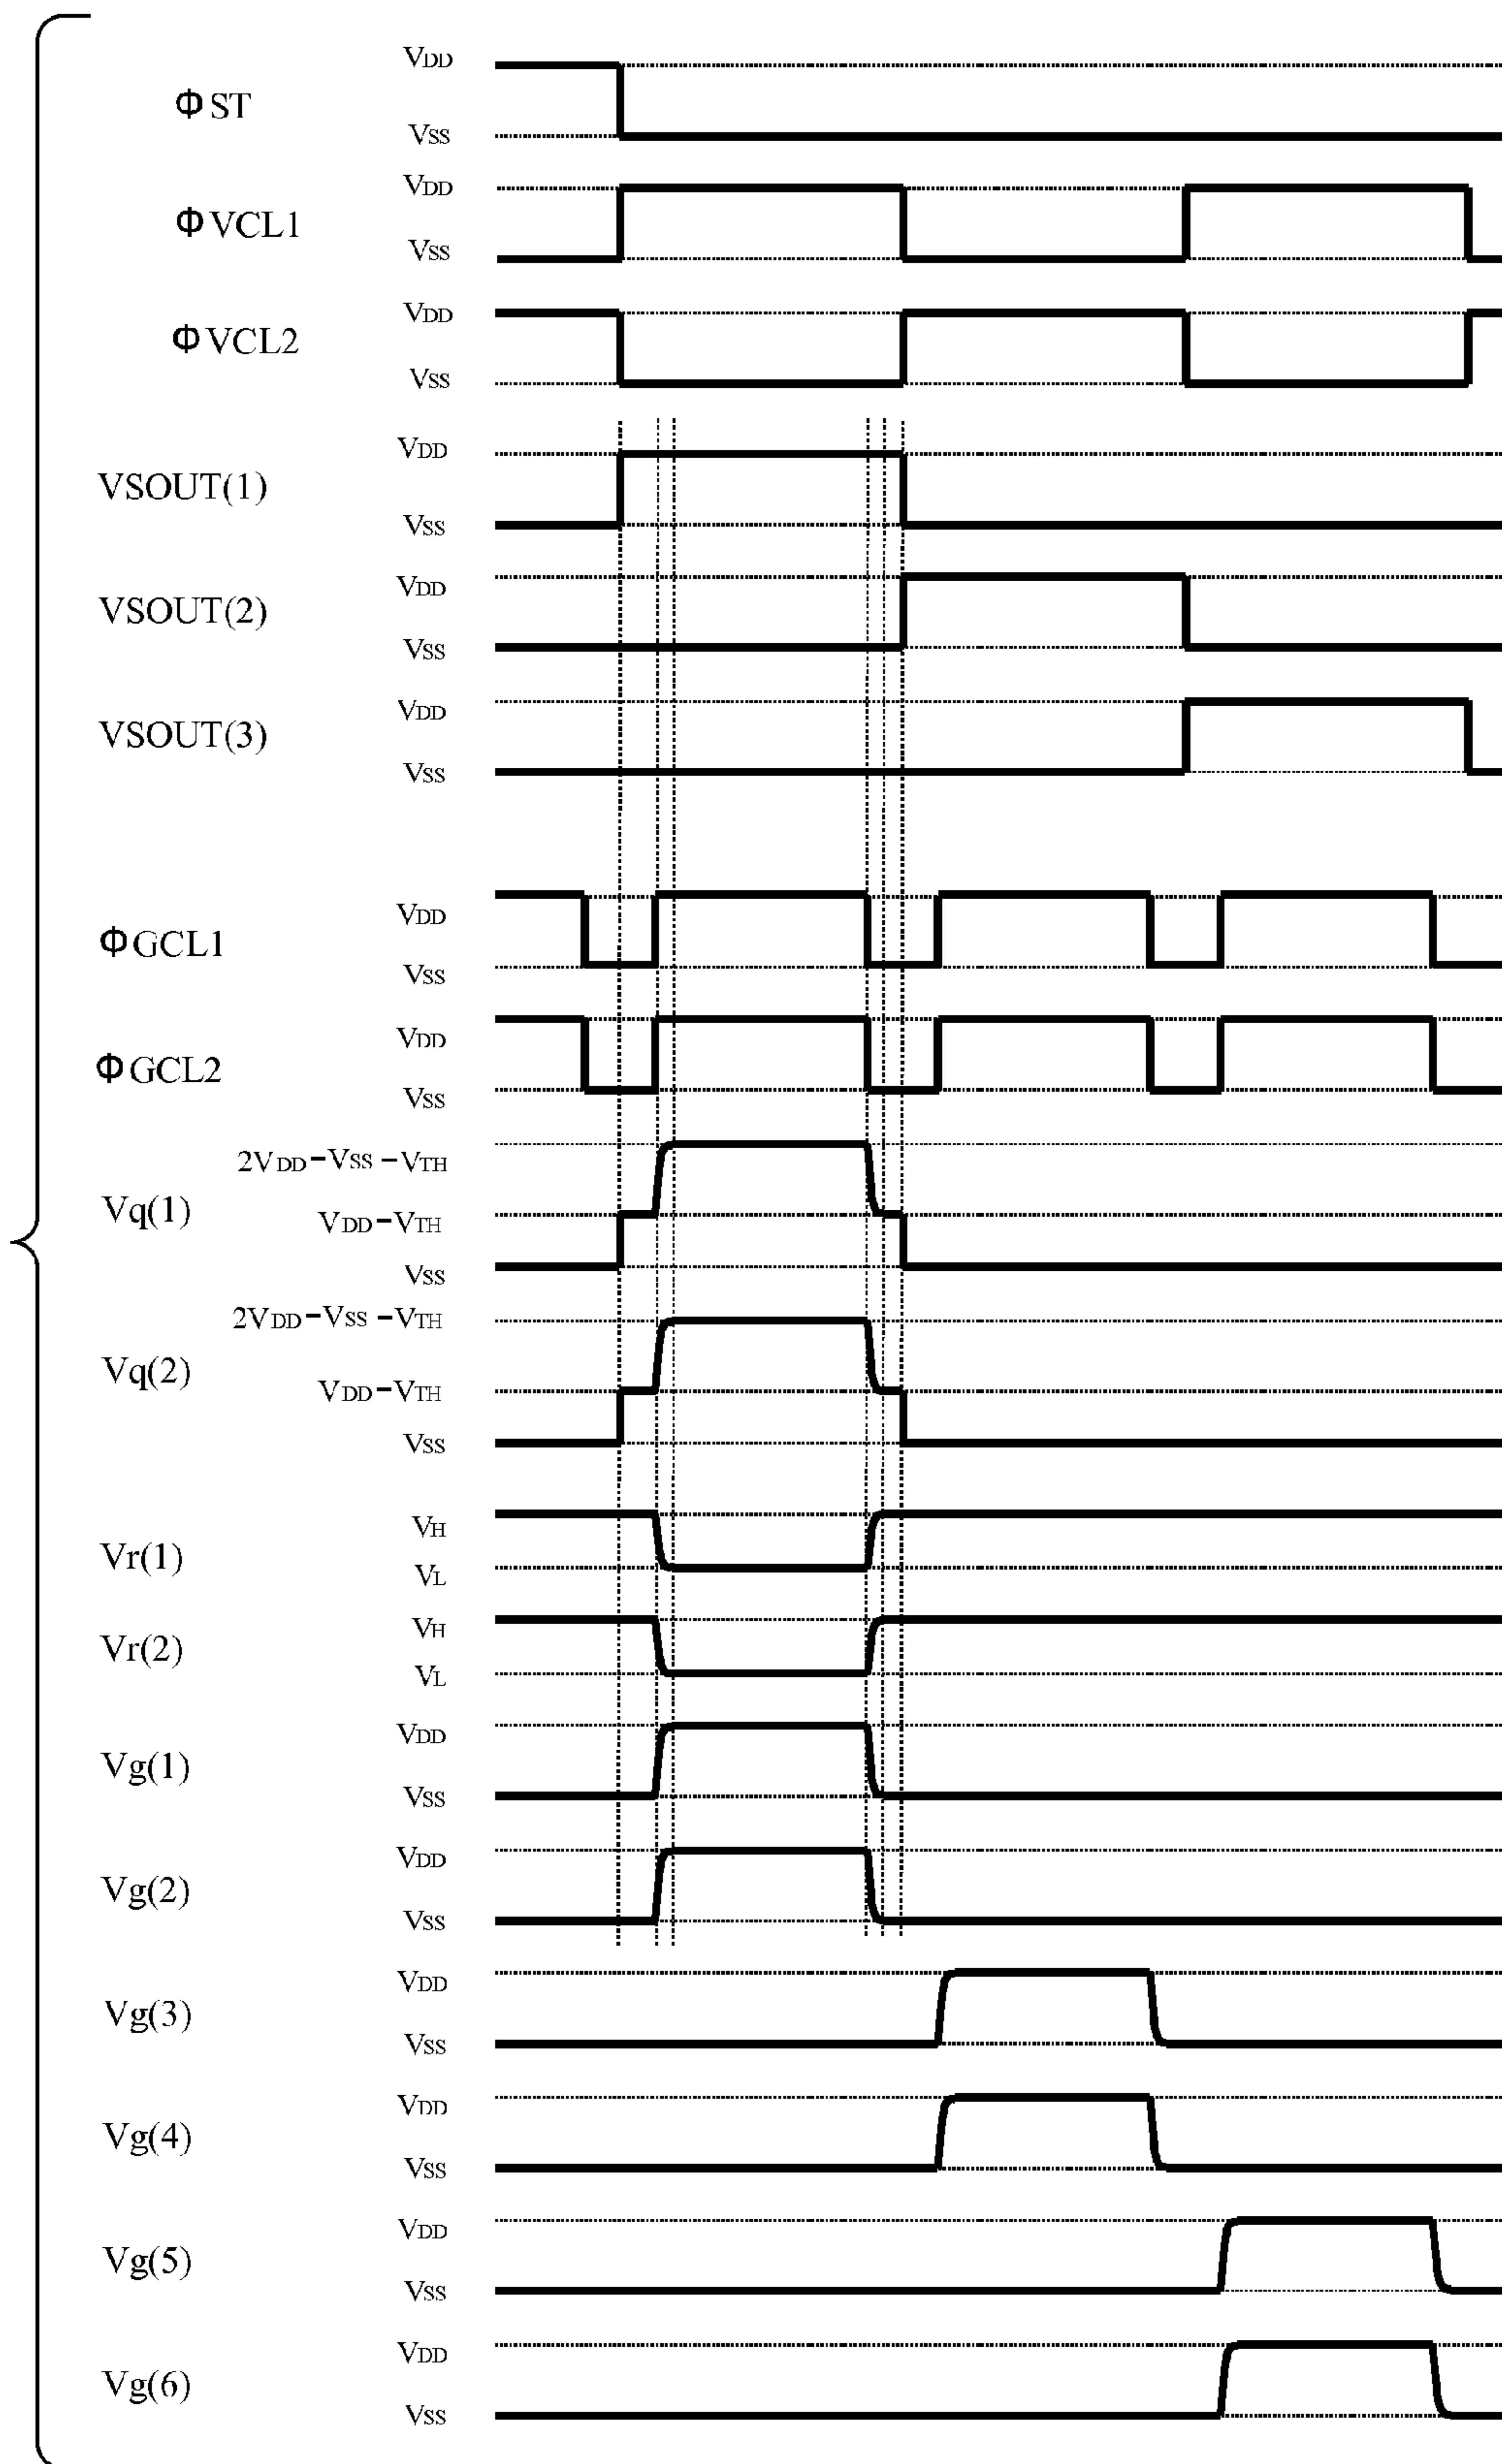 VDD
ΦST
VSS
VDD
ΦVCL1
VSS
VDD
ΦVCL2
VSS
VDD
VSOUT(1)
VSS
VDD
VSOUT(2)
VSS
VDD
VSOUT(3)
VSS
VDD
ΦGCL1
VSS
VDD
ΦGCL2
VSS
2VDD-VSS-VTH
Vq(1)
VDD-VTH
VSS
2VDD-VSS-VTH
Vq(2)
VDD-VTH
VSS
VH
Vr(1)
VL
VH
Vr(2)
VL
VDD
Vg(1)
VSS
VDD
Vg(2)
VSS
VDD
Vg(3)
VSS
VDD
Vg(4)
VSS
VDD
Vg(5)
VSS
VDD
Vg(6)
VSS